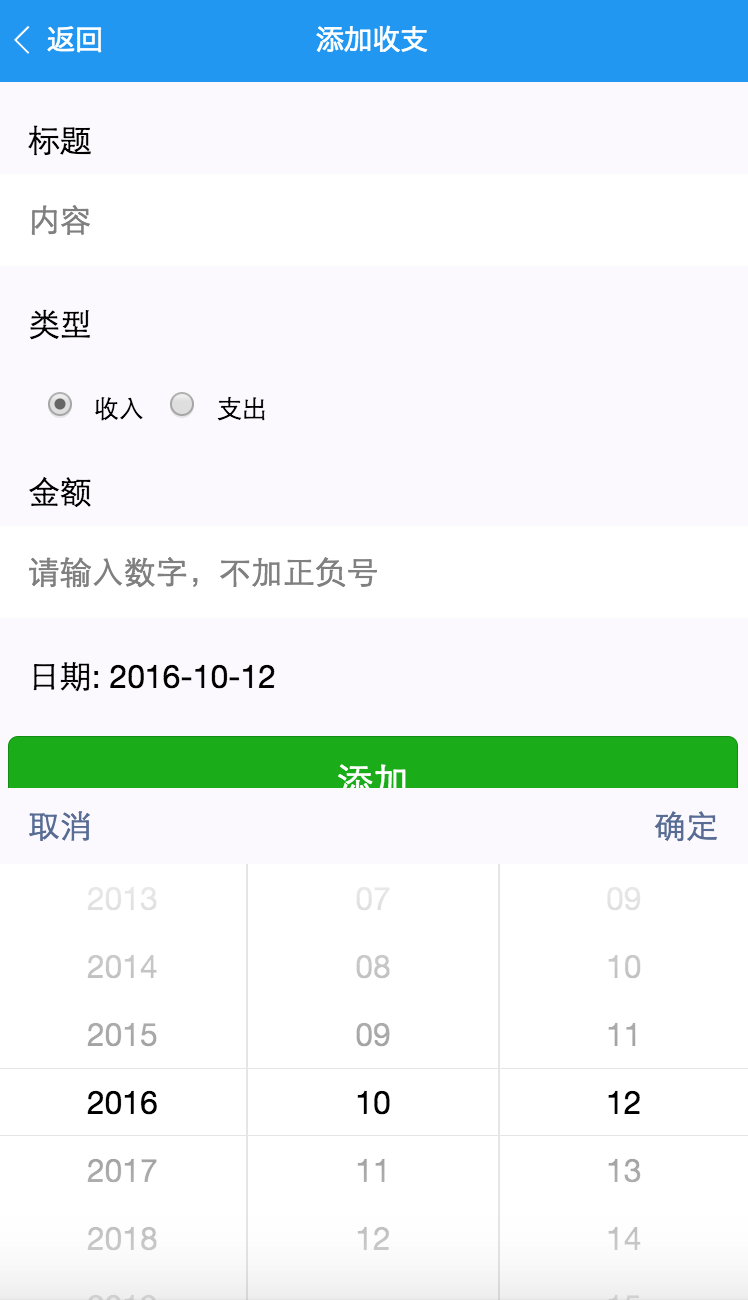 返回 添加收支
标题
内容
类型
收入 支出
金额
请输入数字，不加正负号
日期: 2016-10-12
添加
取消 确定
2013 07 09
2014 08 10
2015 09 11
2016 10 12
2017 11 13
2018 12 14